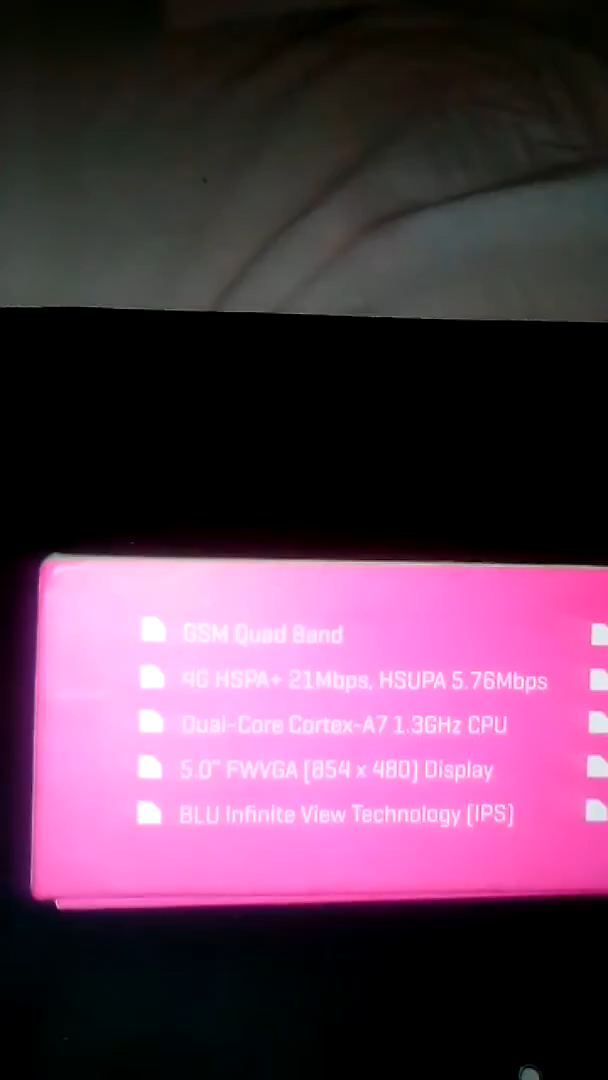 GSM Quad Band
4G HSPA+ 21Mbps, HSUPA 5.76Mbps
Dual-Core Cortex-A7 1.3GHz CPU
5.0" FWVGA (854 x 480) Display
BLU Infinite View Technology (IPS)